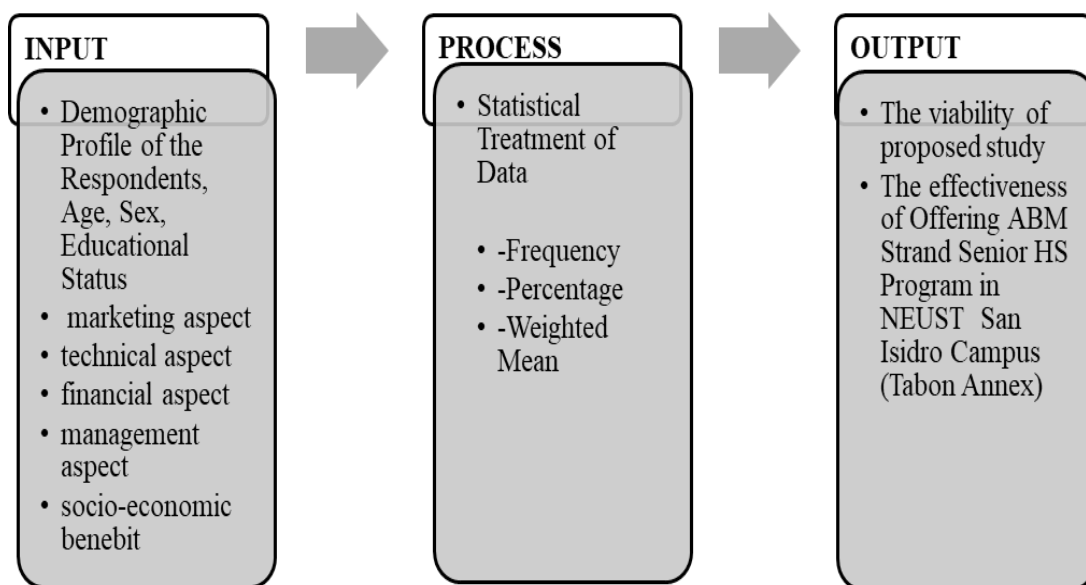 INPUT
• Demographic
Profile of the
Respondents,
Age, Sex,
Educational
Status
• marketing aspect
• technical aspect
• financial aspect
• management
aspect
• socio-economic
benebit
PROCESS
• Statistical
Treatment of
Data
• -Frequency
• -Percentage
• -Weighted
Mean
OUTPUT
• The viability of
proposed study
• The effectiveness
of Offering ABM
Strand Senior HS
Program in
NEUST San
Isidro Campus
(Tabon Annex)